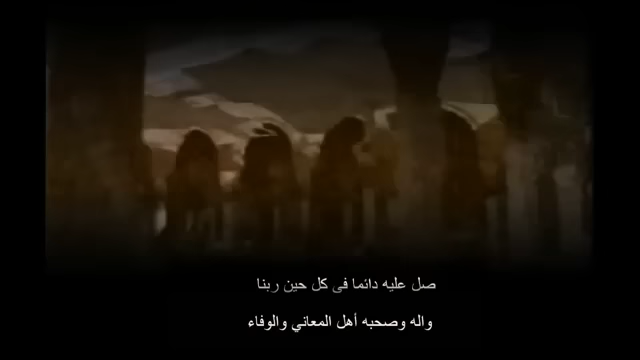 صل عليه دائما فى كل حين ربنا
واله وصحبه أهل المعاني والوفاء